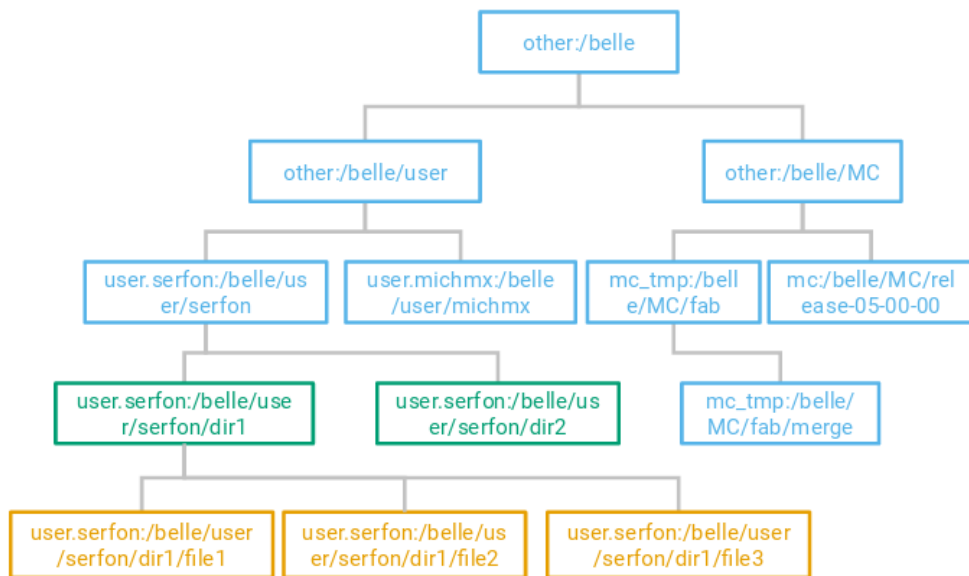 other:/belle
other:/belle/user
other:/belle/MC
user.serfon:/belle/us
er/serfon
user.michmx:/belle
/user/michmx
mc_tmp:/bell
e/MC/fab
mc:/belle/MC/rel
ease-05-00-00
user.serfon:/belle/use
r/serfon/dir1
user.serfon:/belle/us
er/serfon/dir2
mc_tmp:/belle/
MC/fab/merge
user.serfon:/belle/user
/serfon/dir1/file1
user.serfon:/belle/us
er/serfon/dir1/file2
user.serfon:/belle/user
/serfon/dir1/file3